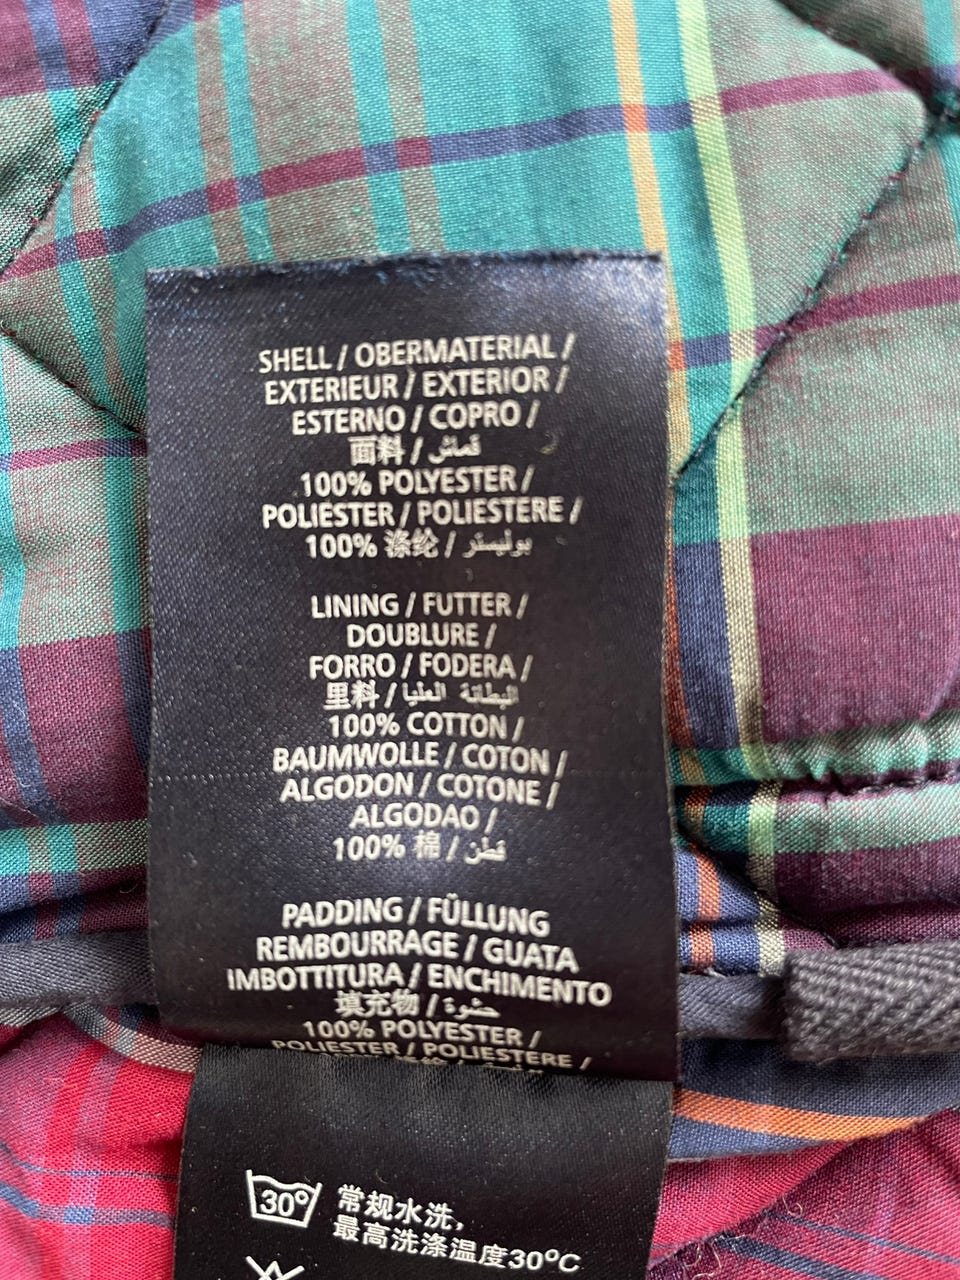 SHELL / OBERMATERIAL /
EXTERIEUR / EXTERIOR /
ESTERNO / COPRO /
面料 / قماش
100% POLYESTER /
POLIESTER / POLIESTERE /
100% 涤纶 / بوليستر
LINING / FUTTER /
DOUBLURE /
FORRO / FODERA /
里料 / البطانة العليا
100% COTTON /
BAUMWOLLE / COTON /
ALGODON / COTONE /
ALGODAO /
100% 棉 / قطن
PADDING / FÜLLUNG
REMBOURRAGE / GUATA
IMBOTTITURA / ENCHIMENTO
填充物 / حشوة
100% POLYESTER /
POLIESTER / POLIESTERE /
30° 常规水洗，
最高洗涤温度30°C